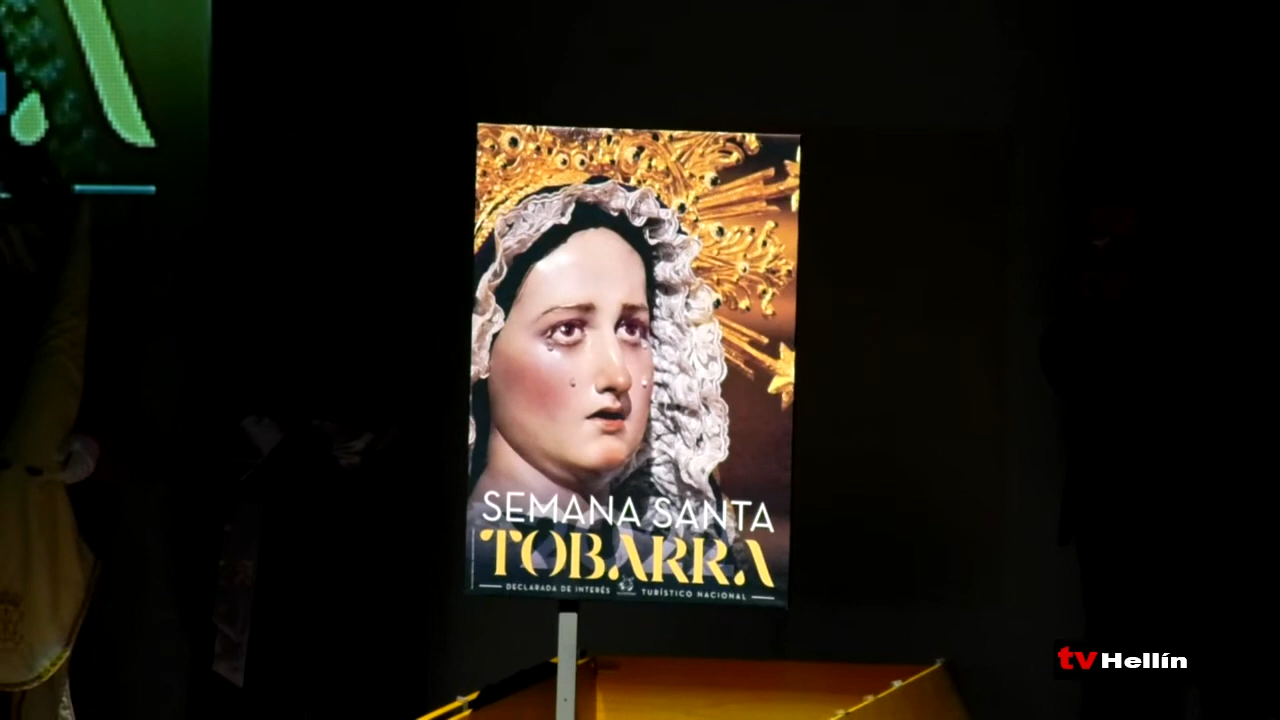 SEMANA SANTA
TOBARRA
DECLARADA DE INTERÉS TURÍSTICO NACIONAL
tv Hellín